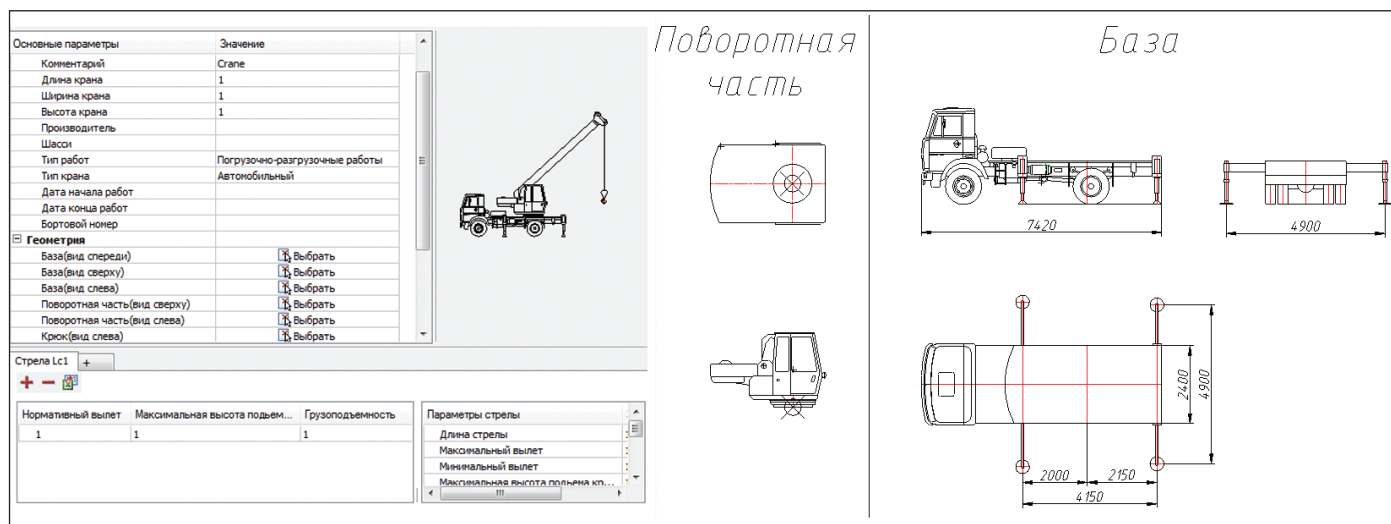 Основные параметры Значение
Комментарий Crane
Длина крана 1
Ширина крана 1
Высота крана 1
Производитель
Шасси
Тип работ Погрузочно-разгрузочные работы
Тип крана Автомобильный
Дата начала работ
Дата конца работ
Бортовой номер
Геометрия
База(вид спереди) Выбрать
База(вид сверху) Выбрать
База(вид слева) Выбрать
Поворотная часть(вид сверху) Выбрать
Поворотная часть(вид слева) Выбрать
Крюк(вид слева) Выбрать
Стрела Lc1 +
Нормативный вылет Максимальная высота подъем... Грузоподъемность
1 1 1
Параметры стрелы
Длина стрелы
Максимальный вылет
Минимальный вылет
Максимальная высота подъема кр...
Поворотная
часть
База
7420
4900
2400
4900
2000 2150
4150